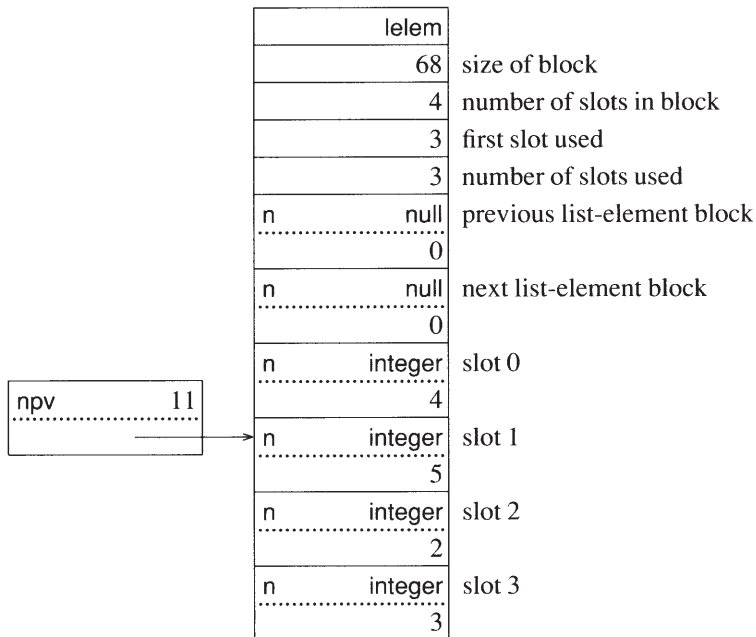 lelem
68 size of block
4 number of slots in block
3 first slot used
3 number of slots used
n null previous list-element block
0
n null next list-element block
0
n integer slot 0
4
npv 11
n integer slot 1
5
n integer slot 2
2
n integer slot 3
3